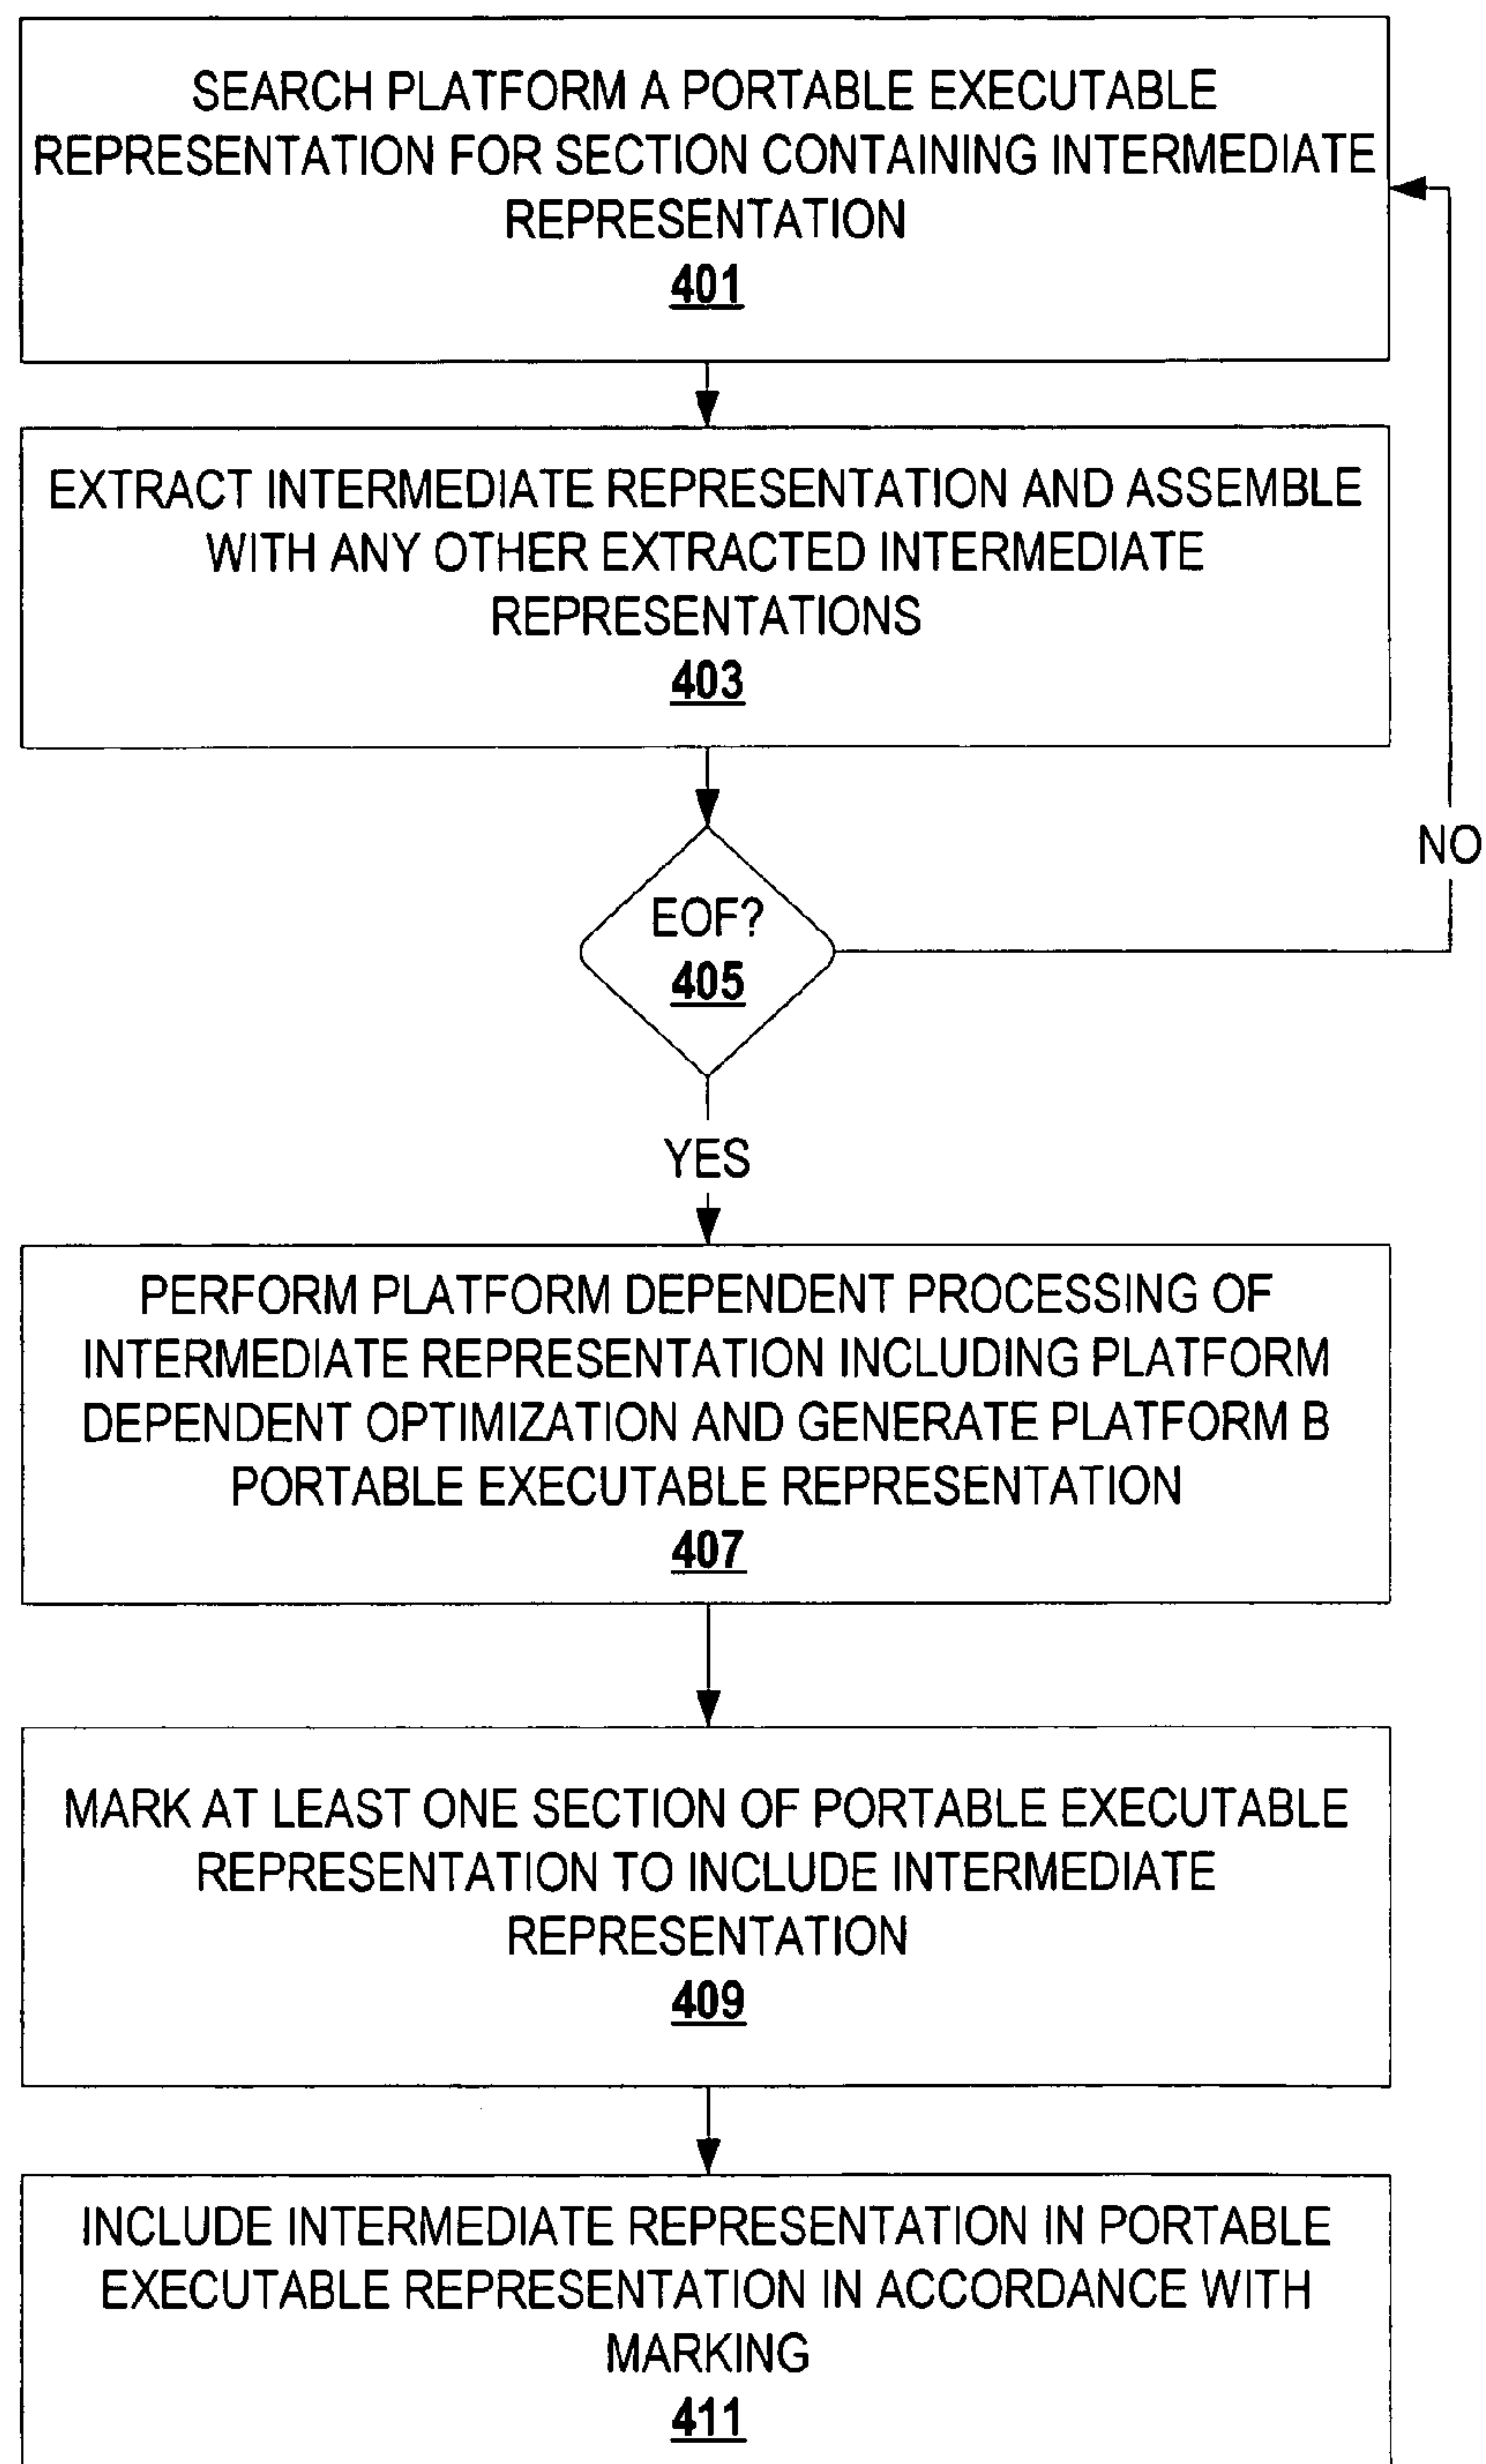 SEARCH PLATFORM A PORTABLE EXECUTABLE
REPRESENTATION FOR SECTION CONTAINING INTERMEDIATE
REPRESENTATION
401
EXTRACT INTERMEDIATE REPRESENTATION AND ASSEMBLE
WITH ANY OTHER EXTRACTED INTERMEDIATE
REPRESENTATIONS
403
NO
EOF?
405
YES
PERFORM PLATFORM DEPENDENT PROCESSING OF
INTERMEDIATE REPRESENTATION INCLUDING PLATFORM
DEPENDENT OPTIMIZATION AND GENERATE PLATFORM B
PORTABLE EXECUTABLE REPRESENTATION
407
MARK AT LEAST ONE SECTION OF PORTABLE EXECUTABLE
REPRESENTATION TO INCLUDE INTERMEDIATE
REPRESENTATION
409
INCLUDE INTERMEDIATE REPRESENTATION IN PORTABLE
EXECUTABLE REPRESENTATION IN ACCORDANCE WITH
MARKING
411